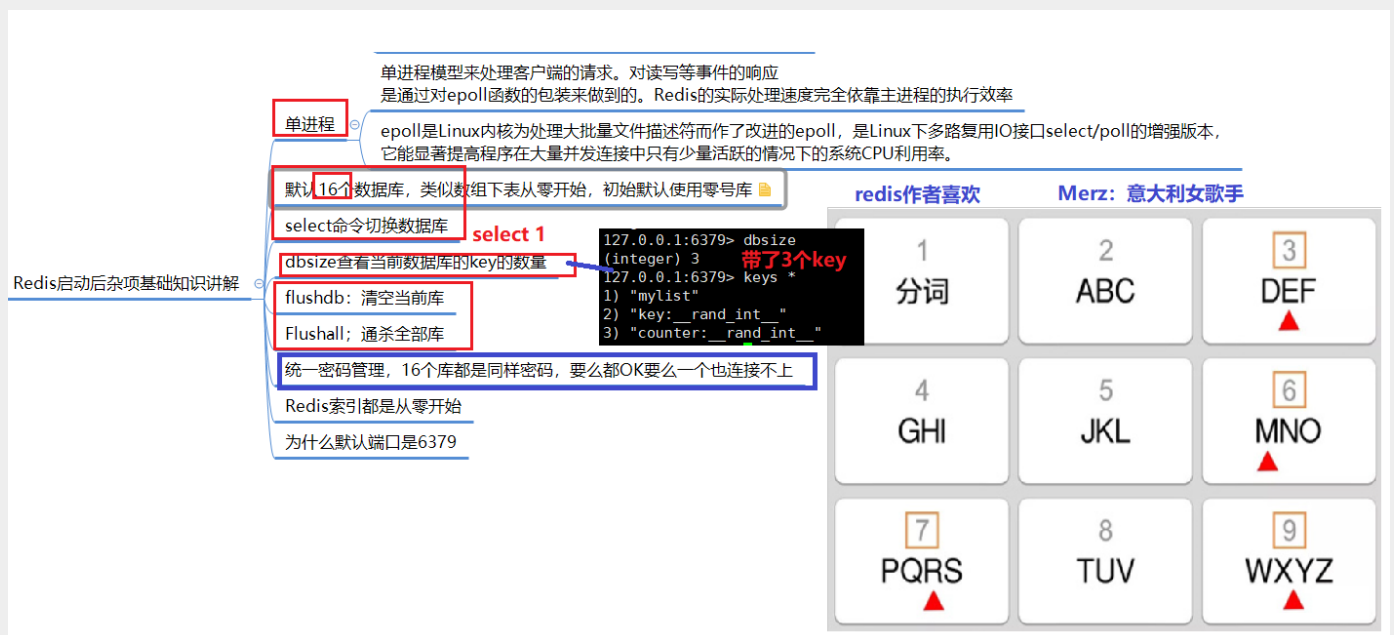 Redis启动后杂项基础知识讲解
单进程
单进程模型来处理客户端的请求。对读写等事件的响应
是通过对epoll函数的包装来做到的。Redis的实际处理速度完全依靠主进程的执行效率
epoll是Linux内核为处理大批量文件描述符而作了改进的epoll，是Linux下多路复用IO接口select/poll的增强版本，
它能显著提高程序在大量并发连接中只有少量活跃的情况下的系统CPU利用率。
默认16个数据库，类似数组下表从零开始，初始默认使用零号库
select命令切换数据库
select 1
dbsize查看当前数据库的key的数量
flushdb：清空当前库
Flushall；通杀全部库
统一密码管理，16个库都是同样密码，要么都OK要么一个也连接不上
Redis索引都是从零开始
为什么默认端口是6379
127.0.0.1:6379> dbsize
(integer) 3
带了3个key
127.0.0.1:6379> keys *
1) "mylist"
2) "key:__rand_int__"
3) "counter:__rand_int__"
redis作者喜欢
Merz：意大利女歌手
1
分词
2
ABC
3
DEF
4
GHI
5
JKL
6
MNO
7
PQRS
8
TUV
9
WXYZ